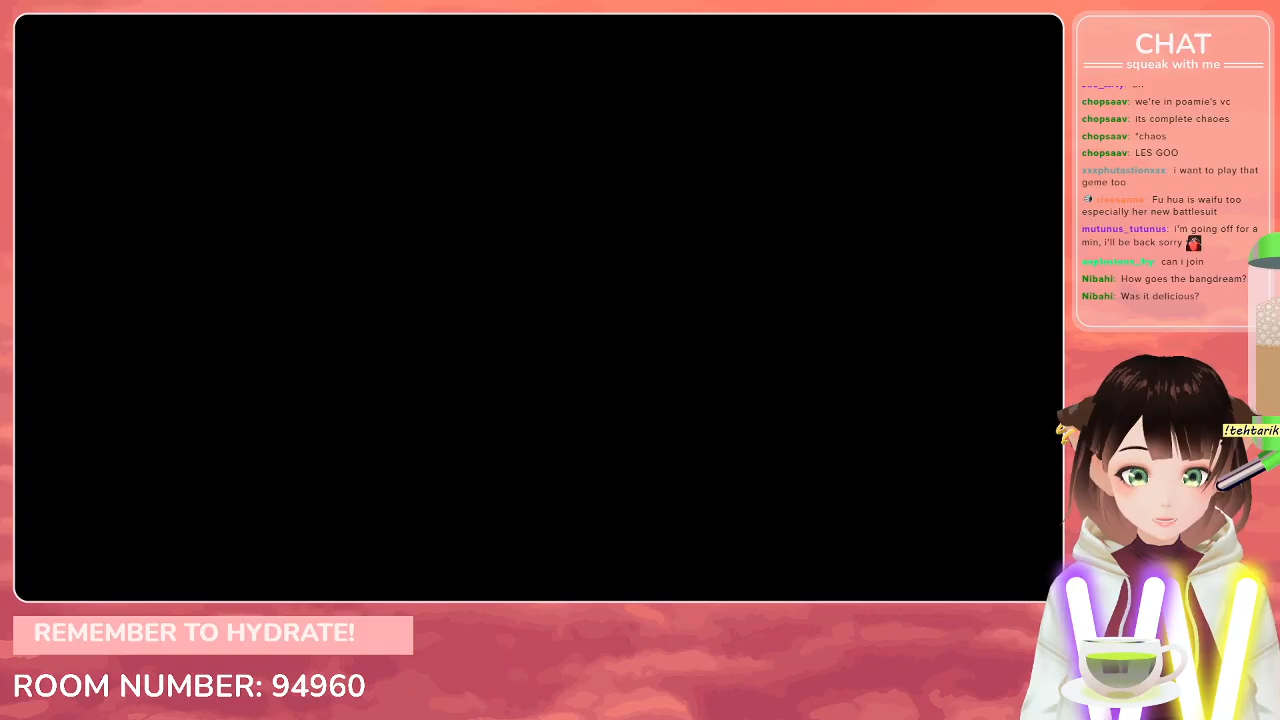 CHAT
squeak with me
chopsaav: we're in poamie's vc
chopsaav: its complete chaoes
chopsaav: *chaos
chopsaav: LES GOO
xxxphutastionxxx: i want to play that
geme too
Fu hua is waifu too
especially her new battlesuit
mutunus_tutunus: i'm going off for a
min, i'll be back sorry
can i join
Nibahi: How goes the bangdream?
Nibahi: Was it delicious?
!tehtarik
REMEMBER TO HYDRATE!
ROOM NUMBER: 94960